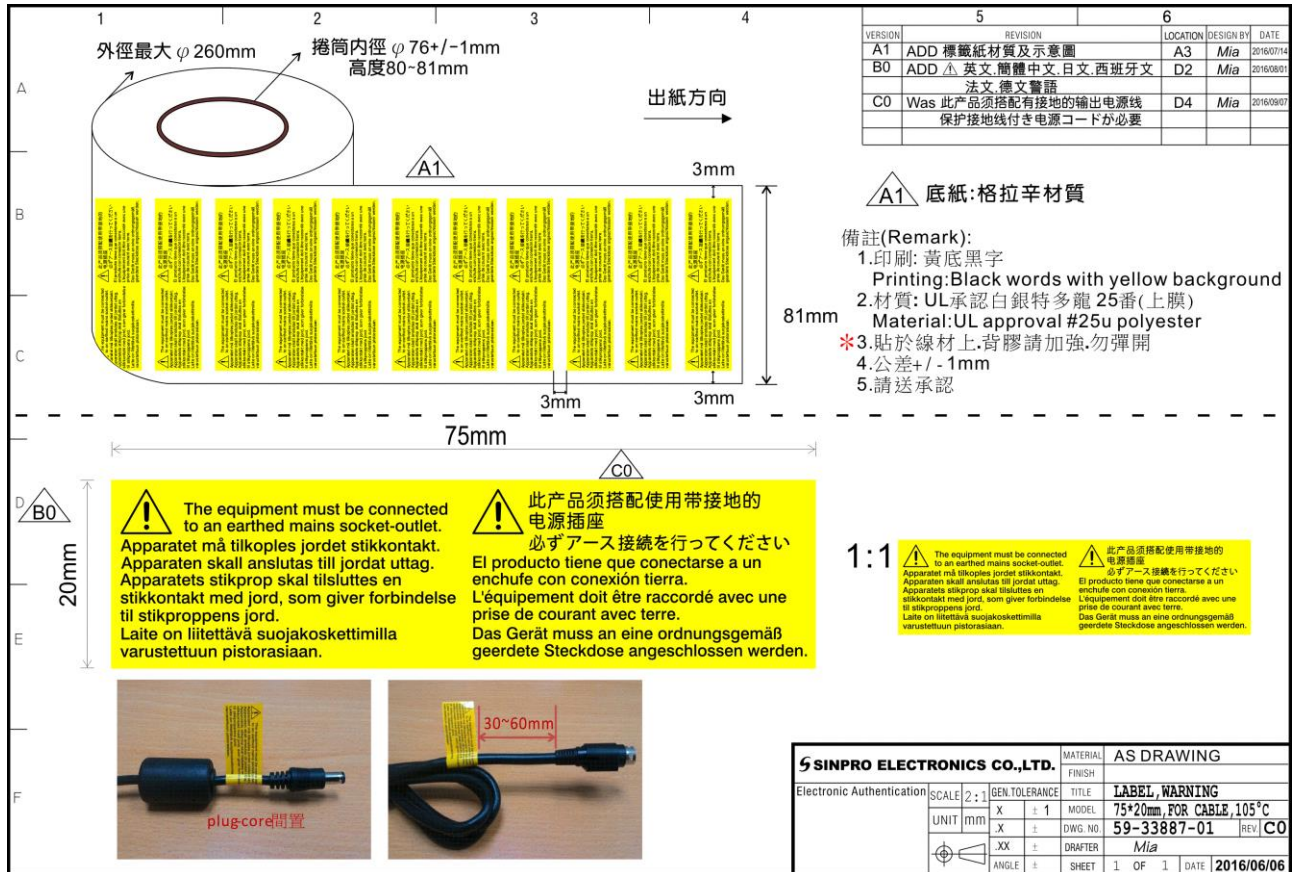 1 2 3 4 5 6
VERSION REVISION LOCATION DESIGN BY DATE
A1 ADD 標籤紙材質及示意圖 A3 Mia 2016/07/14
B0 ADD ⚠ 英文.簡體中文.日文.西班牙文 D2 Mia 2016/08/01
法文.德文警語
C0 Was 此产品须搭配有接地的输出电源线 D4 Mia 2016/09/07
保护接地线付き电源コードが必要
A
B
C
D
E
F
外徑最大 φ 260mm
捲筒內徑 φ 76+/-1mm
高度80~81mm
出紙方向
A1
3mm
81mm
3mm
3mm
A1 底紙:格拉辛材質
備註(Remark):
1.印刷: 黃底黑字
Printing:Black words with yellow background
2.材質: UL承認白銀特多龍 25番(上膜)
Material:UL approval #25u polyester
*3.貼於線材上.背膠請加強.勿彈開
4.公差+/-1mm
5.請送承認
75mm
C0
B0
20mm
The equipment must be connected
to an earthed mains socket-outlet.
Apparatet må tilkoples jordet stikkontakt.
Apparaten skall anslutas till jordat uttag.
Apparatets stikprop skal tilsluttes en
stikkontakt med jord, som giver forbindelse
til stikproppens jord.
Laite on liitettävä suojakoskettimilla
varustettuun pistorasiaan.
此产品须搭配使用带接地的
电源插座
必ずアース接続を行ってください
El producto tiene que conectarse a un
enchufe con conexión tierra.
L'équipement doit être raccordé avec une
prise de courant avec terre.
Das Gerät muss an eine ordnungsgemäß
geerdete Steckdose angeschlossen werden.
1:1
The equipment must be connected
to an earthed mains socket-outlet.
Apparatet må tilkoples jordet stikkontakt.
Apparaten skall anslutas till jordat uttag.
Apparatets stikprop skal tilsluttes en
stikkontakt med jord, som giver forbindelse
til stikproppens jord.
Laite on liitettävä suojakoskettimilla
varustettuun pistorasiaan.
此产品须搭配使用带接地的
电源插座
必ずアース接続を行ってください
El producto tiene que conectarse a un
enchufe con conexión tierra.
L'équipement doit être raccordé avec une
prise de courant avec terre.
Das Gerät muss an eine ordnungsgemäß
geerdete Steckdose angeschlossen werden.
plug-core間置
30~60mm
SINPRO ELECTRONICS CO.,LTD.
Electronic Authentication
SCALE 2:1
UNIT mm
GEN.TOLERANCE
X ± 1
.X ±
.XX ±
ANGLE ±
MATERIAL AS DRAWING
FINISH
TITLE LABEL,WARNING
MODEL 75*20mm,FOR CABLE,105°C
DWG. NO. 59-33887-01 REV. C0
DRAFTER Mia
SHEET 1 OF 1 DATE 2016/06/06